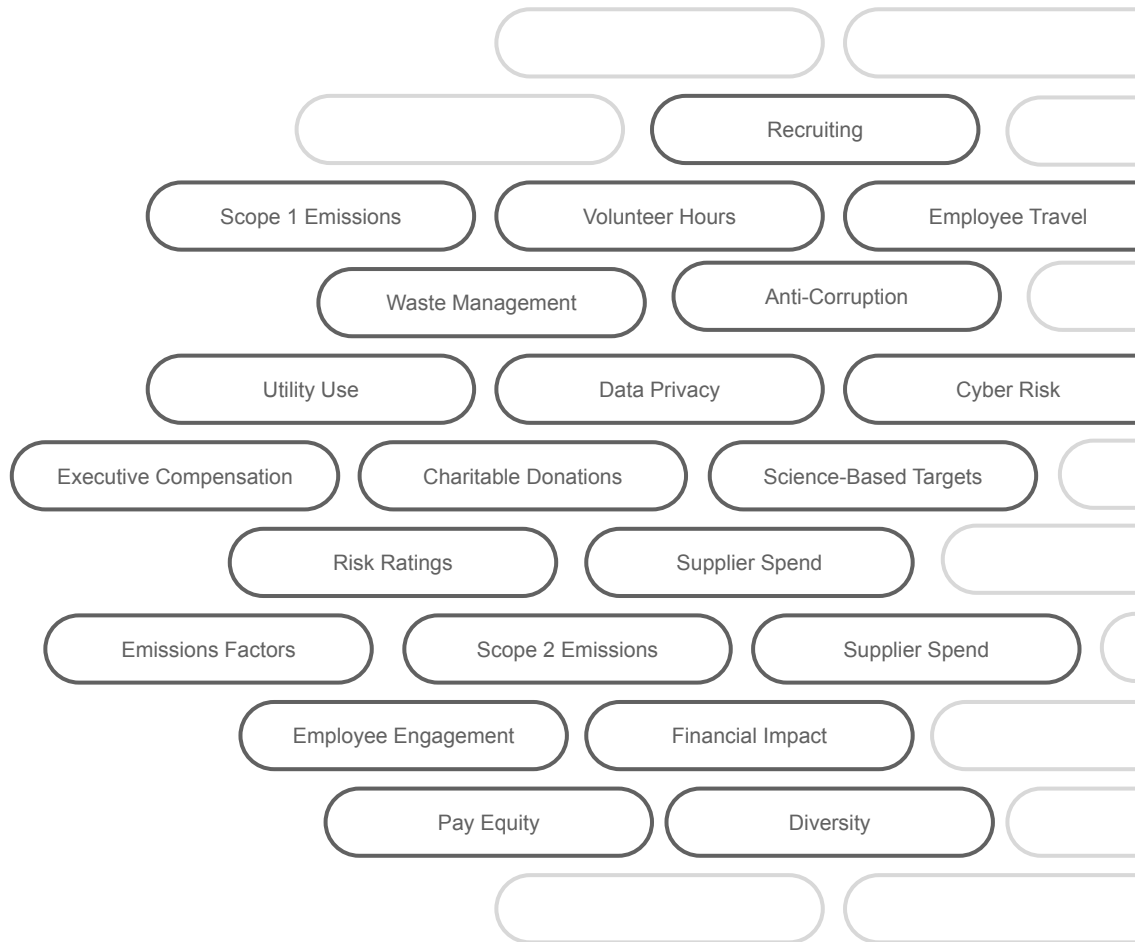 Recruiting
Scope 1 Emissions
Volunteer Hours
Employee Travel
Waste Management
Anti-Corruption
Utility Use
Data Privacy
Cyber Risk
Executive Compensation
Charitable Donations
Science-Based Targets
Risk Ratings
Supplier Spend
Emissions Factors
Scope 2 Emissions
Supplier Spend
Employee Engagement
Financial Impact
Pay Equity
Diversity